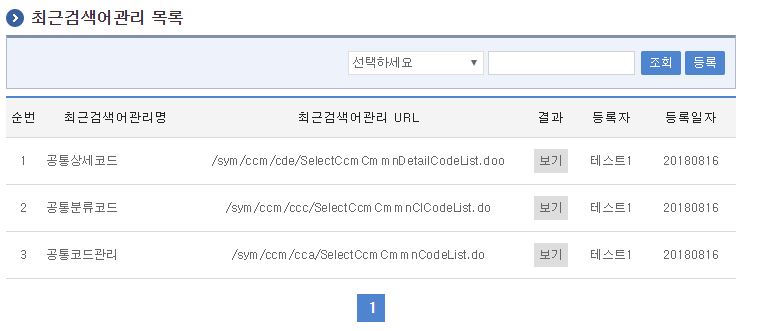 최근검색어관리 목록
선택하세요 조회 등록
순번 최근검색어관리명 최근검색어관리 URL 결과 등록자 등록일자
1 공통상세코드 /sym/ccm/cde/SelectCcmCmmnDetailCodeList.doo 보기 테스트1 20180816
2 공통분류코드 /sym/ccm/ccc/SelectCcmCmmnClCodeList.do 보기 테스트1 20180816
3 공통코드관리 /sym/ccm/cca/SelectCcmCmmnCodeList.do 보기 테스트1 20180816
1